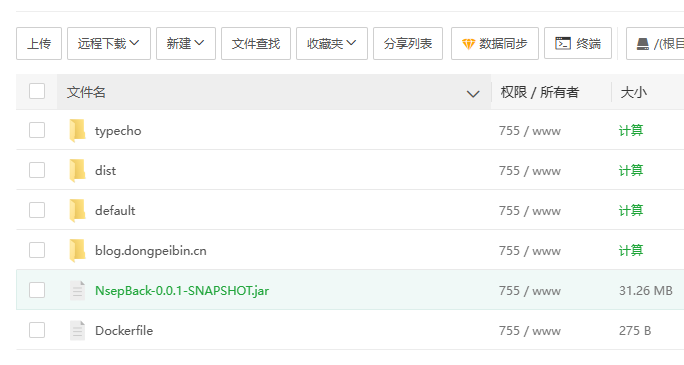 上传 远程下载 新建 文件查找 收藏夹 分享列表 数据同步 终端 /(根目
文件名 权限 / 所有者 大小
typecho 755 / www 计算
dist 755 / www 计算
default 755 / www 计算
blog.dongpeibin.cn 755 / www 计算
NsepBack-0.0.1-SNAPSHOT.jar 755 / www 31.26 MB
Dockerfile 755 / www 275 B